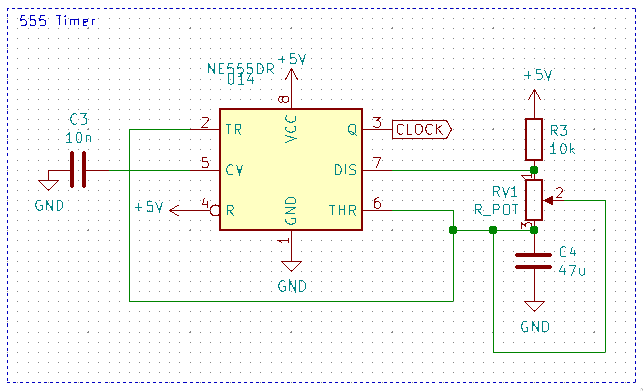 555 Timer
NE555DR
U14
+5V
8
VCC
2
TR
Q
3
CLOCK
5
CV
DIS
7
+5V
4
R
THR
6
GND
1
GND
C3
10n
GND
+5V
R3
10k
1
RV1
R_POT
2
3
C4
47u
GND